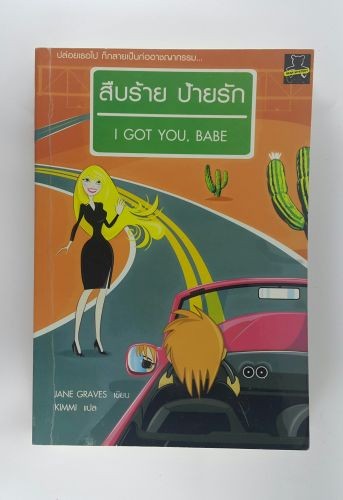 ปล่อยเธอไป ก็กลายเป็นก่ออาชญากรรม...
สืบร้าย ป้ายรัก
I GOT YOU, BABE
JANE GRAVES เขียน
KIMMI แปล